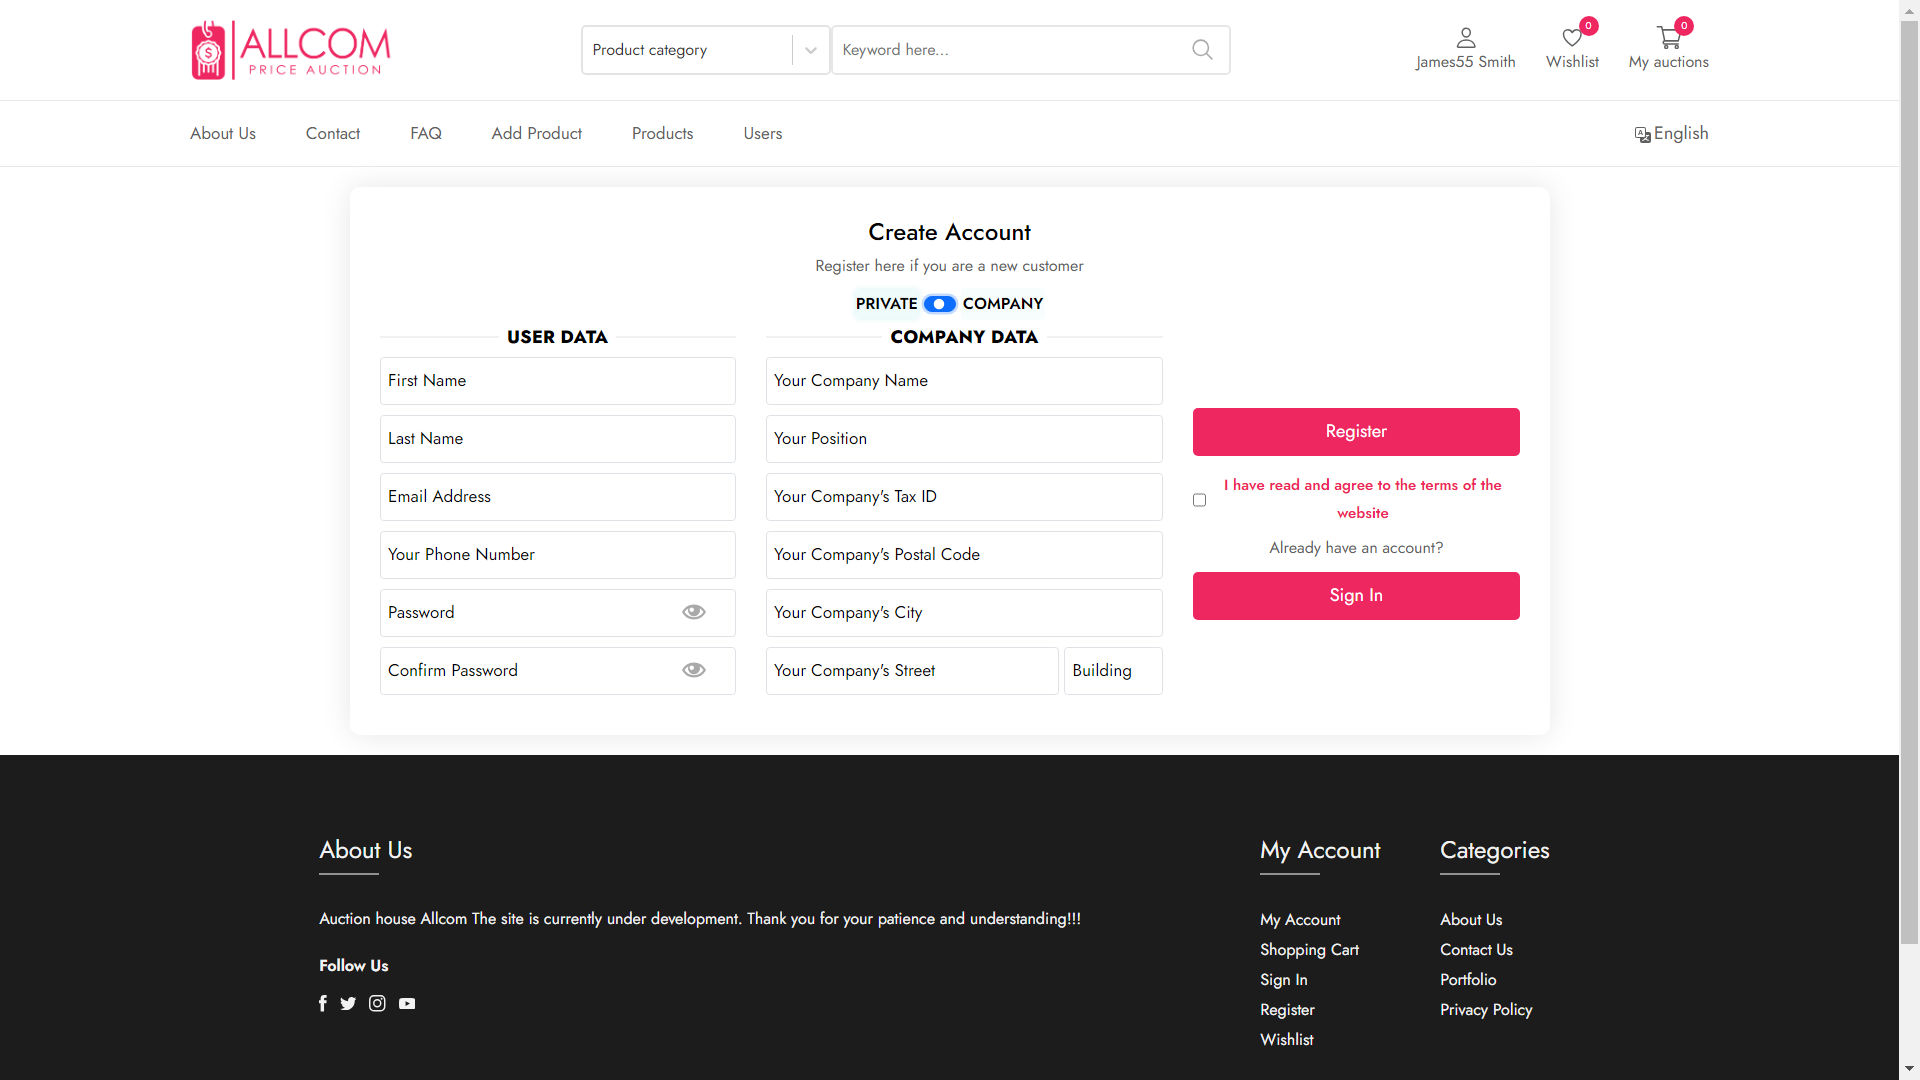 ALLCOM
PRICE AUCTION
Product category
Keyword here...
James55 Smith
0
Wishlist
0
My auctions
About Us
Contact
FAQ
Add Product
Products
Users
English
Create Account
Register here if you are a new customer
PRIVATE
COMPANY
USER DATA
First Name
Last Name
Email Address
Your Phone Number
Password
Confirm Password
COMPANY DATA
Your Company Name
Your Position
Your Company's Tax ID
Your Company's Postal Code
Your Company's City
Your Company's Street
Building
Register
I have read and agree to the terms of the
website
Already have an account?
Sign In
About Us
Auction house Allcom The site is currently under development. Thank you for your patience and understanding!!!
Follow Us
My Account
My Account
Shopping Cart
Sign In
Register
Wishlist
Categories
About Us
Contact Us
Portfolio
Privacy Policy